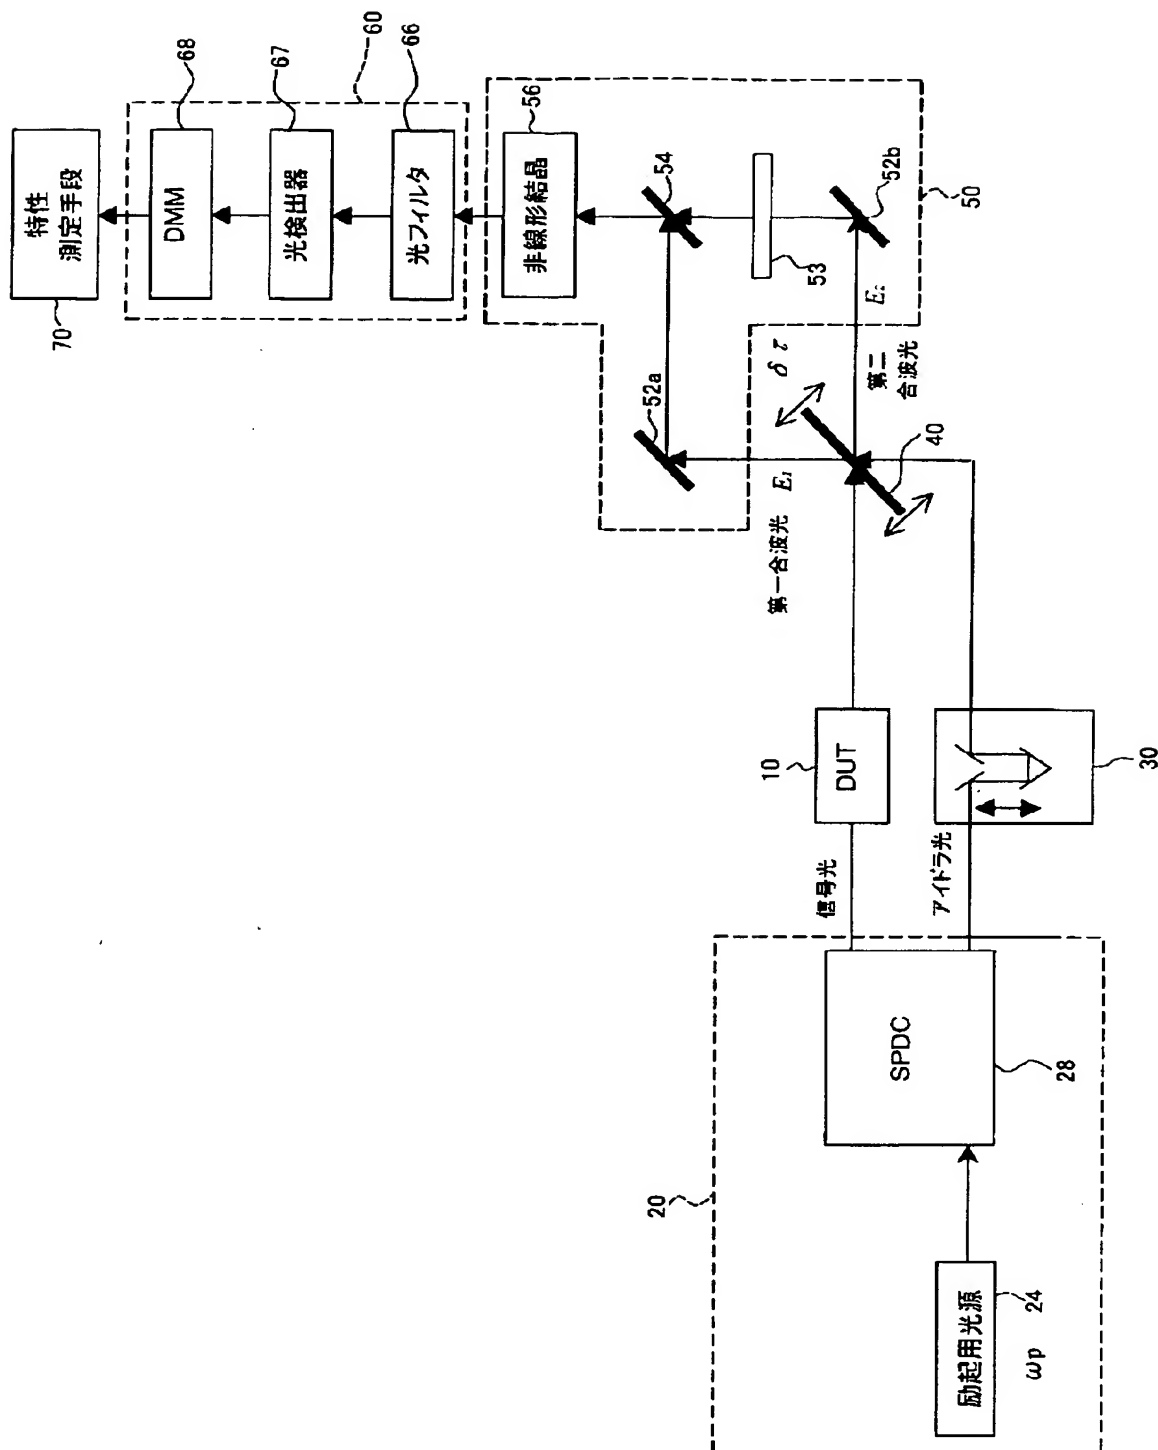 特性
測定手段
70
DMM
68
光検出器
67
光フィルタ
66
60
非線形結晶
56
54
52b
53
50
52a
E₁
第一合波光
δτ
E₂
第二
合波光
40
DUT
10
30
信号光
アイドラ光
SPDC
28
20
励起用光源
24
ωp